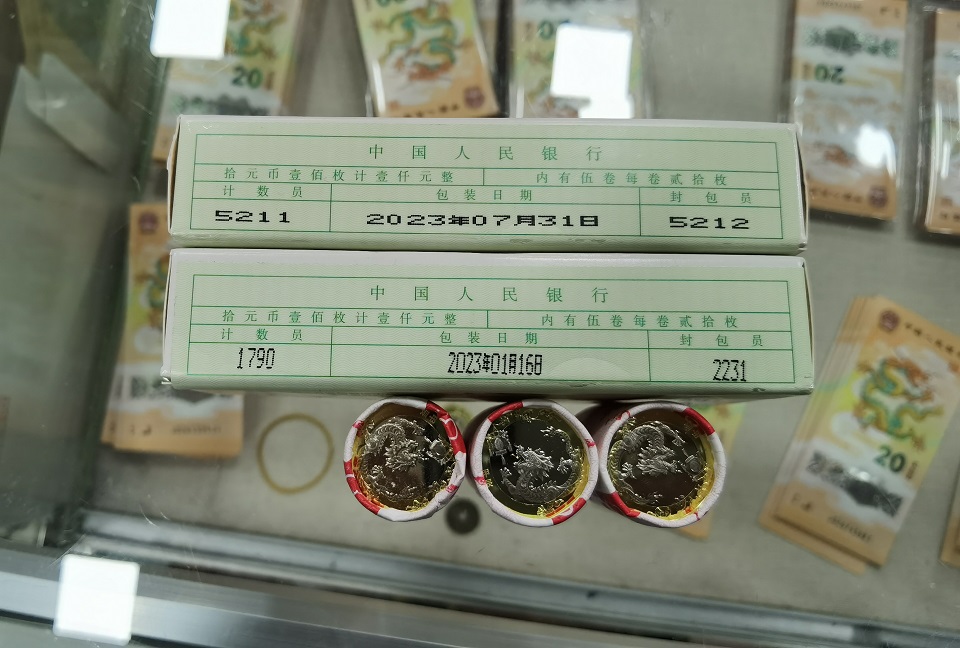 20
20
20
中国人民银行
拾元币壹佰枚计壹仟元整 内有伍卷每卷贰拾枚
计数员 包装日期 封包员
5211 2023年07月31日 5212
中国人民银行
拾元币壹佰枚计壹仟元整 内有伍卷每卷贰拾枚
计数员 包装日期 封包员
1790 2023年01月16日 2231
20